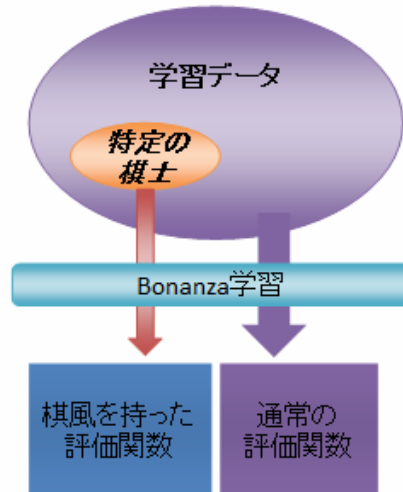 学習データ
特定の
棋士
Bonanza学習
棋風を持った
評価関数
通常の
評価関数